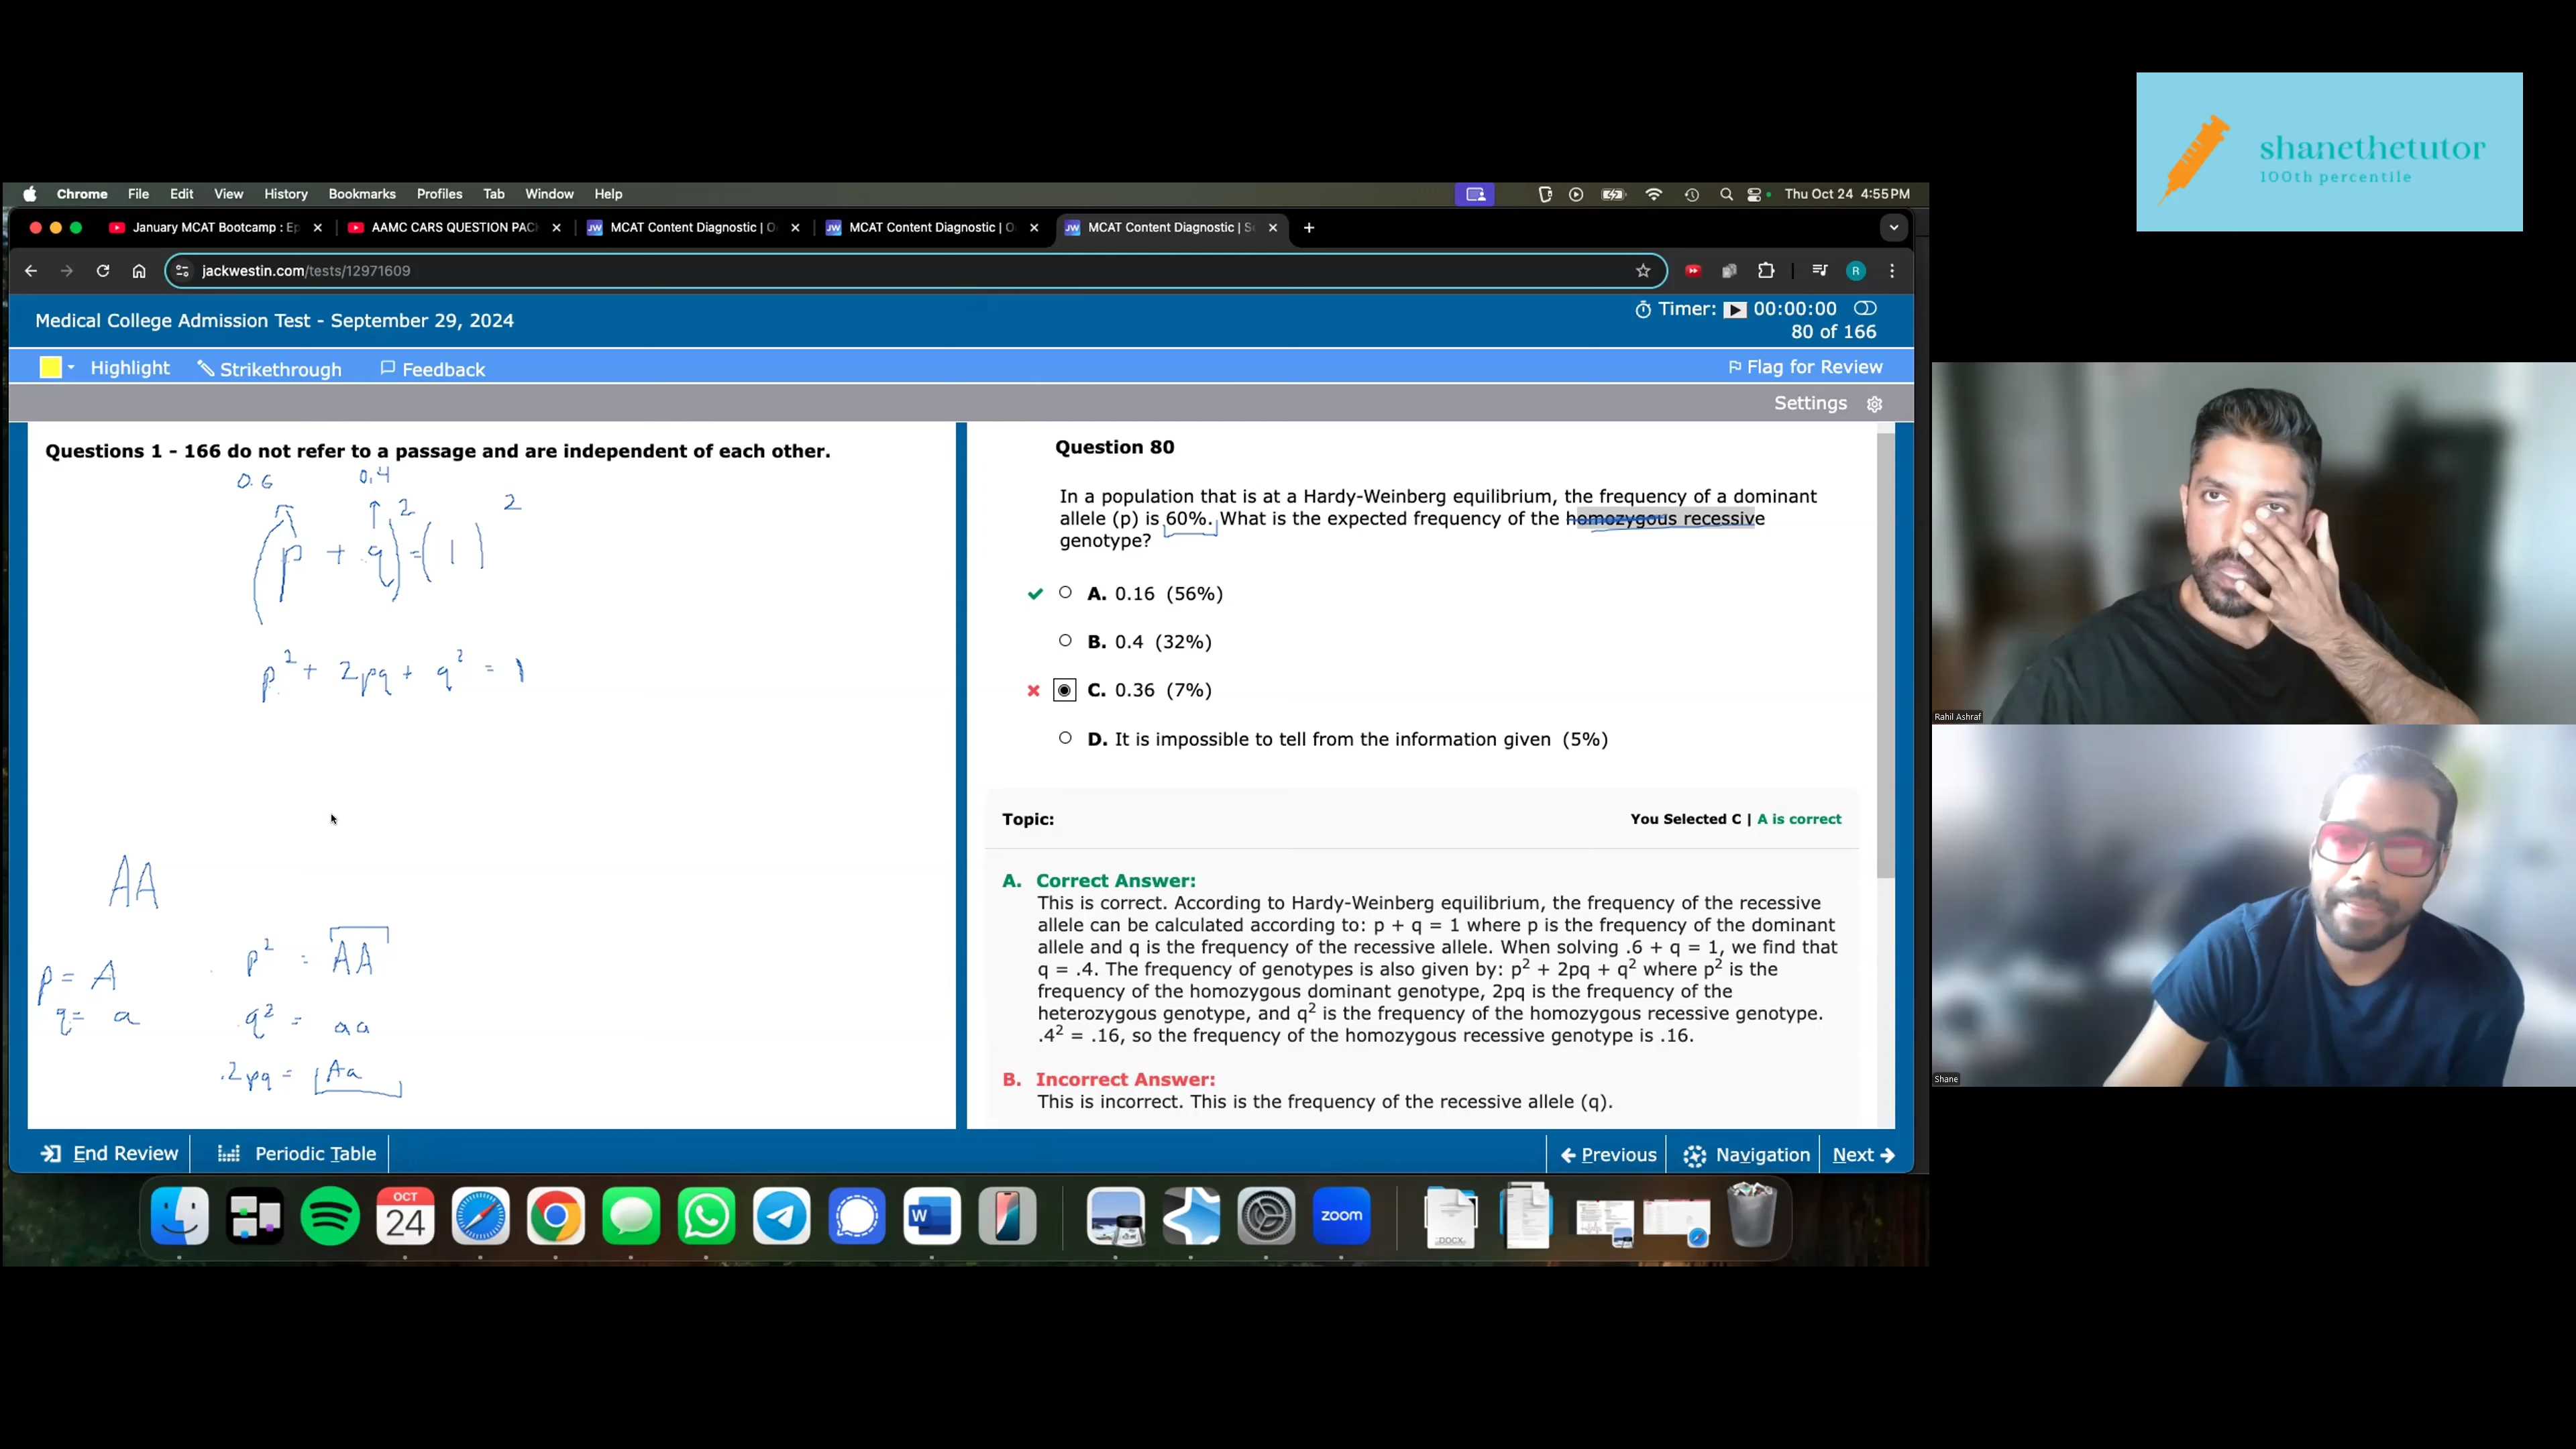 shanethetutor
100th percentile
Chrome File Edit View History Bookmarks Profiles Tab Window Help
Thu Oct 24 4:55 PM
January MCAT Bootcamp : Ep
AAMC CARS QUESTION PAC
MCAT Content Diagnostic | O
MCAT Content Diagnostic | O
MCAT Content Diagnostic | S
jackwestin.com/tests/12971609
R
Medical College Admission Test - September 29, 2024
Timer: 00:00:00
80 of 166
Highlight Strikethrough Feedback
Flag for Review
Settings
Questions 1 - 166 do not refer to a passage and are independent of each other.
0.6 0.4
(p + q)² = (1)²
p² + 2pq + q² = 1
AA
p = A
q = a
p² = AA
q² = aa
2pq = Aa
Question 80
In a population that is at a Hardy-Weinberg equilibrium, the frequency of a dominant
allele (p) is 60%. What is the expected frequency of the homozygous recessive
genotype?
A. 0.16 (56%)
B. 0.4 (32%)
C. 0.36 (7%)
D. It is impossible to tell from the information given (5%)
Topic:
You Selected C | A is correct
A. Correct Answer:
This is correct. According to Hardy-Weinberg equilibrium, the frequency of the recessive
allele can be calculated according to: p + q = 1 where p is the frequency of the dominant
allele and q is the frequency of the recessive allele. When solving .6 + q = 1, we find that
q = .4. The frequency of genotypes is also given by: p² + 2pq + q² where p² is the
frequency of the homozygous dominant genotype, 2pq is the frequency of the
heterozygous genotype, and q² is the frequency of the homozygous recessive genotype.
.4² = .16, so the frequency of the homozygous recessive genotype is .16.
B. Incorrect Answer:
This is incorrect. This is the frequency of the recessive allele (q).
End Review
Periodic Table
Previous
Navigation
Next
OCT
24
W
zoom
Rahil Ashraf
Shane